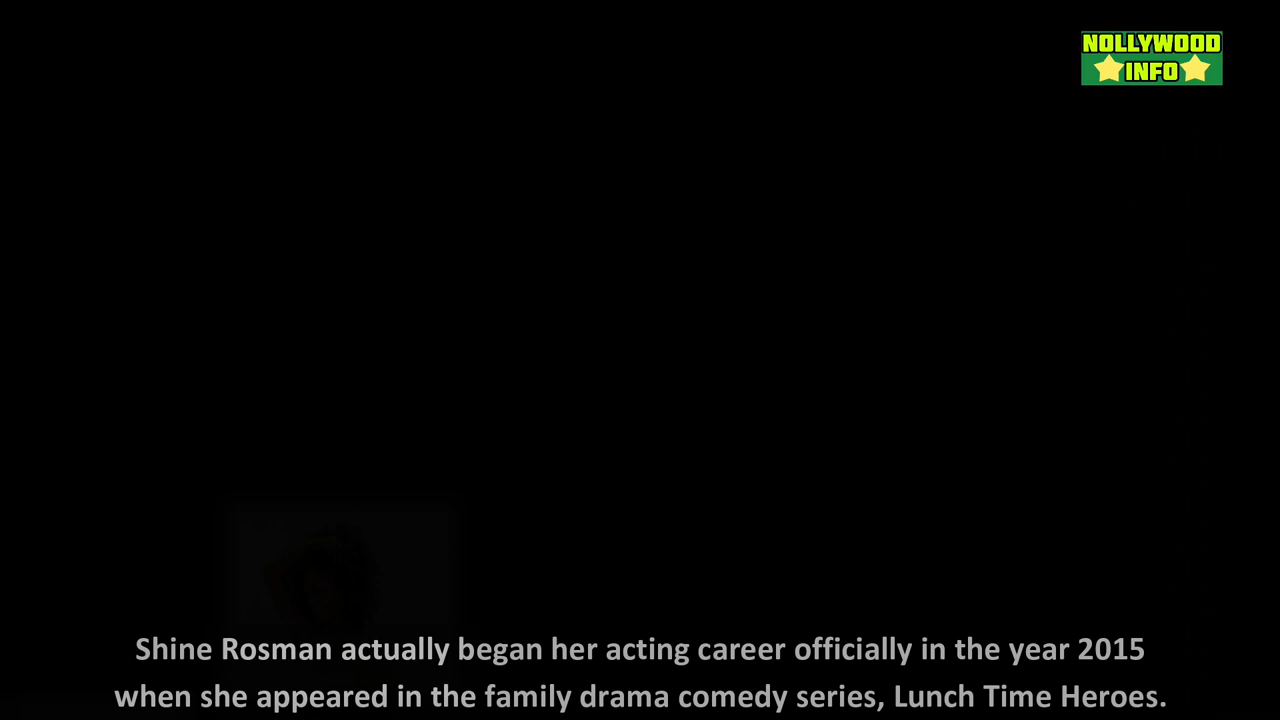 NOLLYWOOD
INFO
Shine Rosman actually began her acting career officially in the year 2015
when she appeared in the family drama comedy series, Lunch Time Heroes.